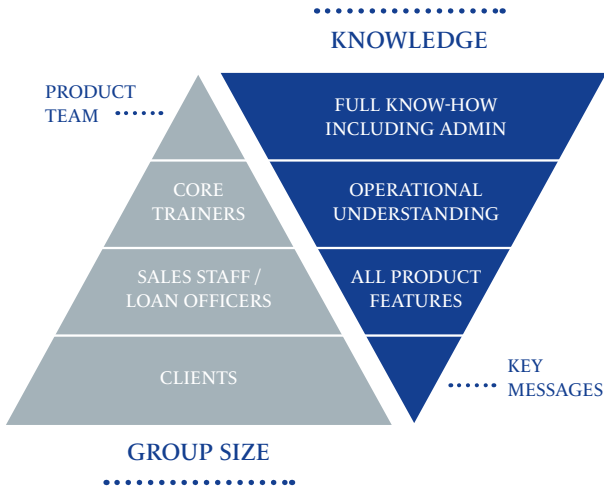 KNOWLEDGE
PRODUCT
TEAM
FULL KNOW-HOW
INCLUDING ADMIN
CORE
TRAINERS
OPERATIONAL
UNDERSTANDING
SALES STAFF /
LOAN OFFICERS
ALL PRODUCT
FEATURES
CLIENTS
KEY
MESSAGES
GROUP SIZE